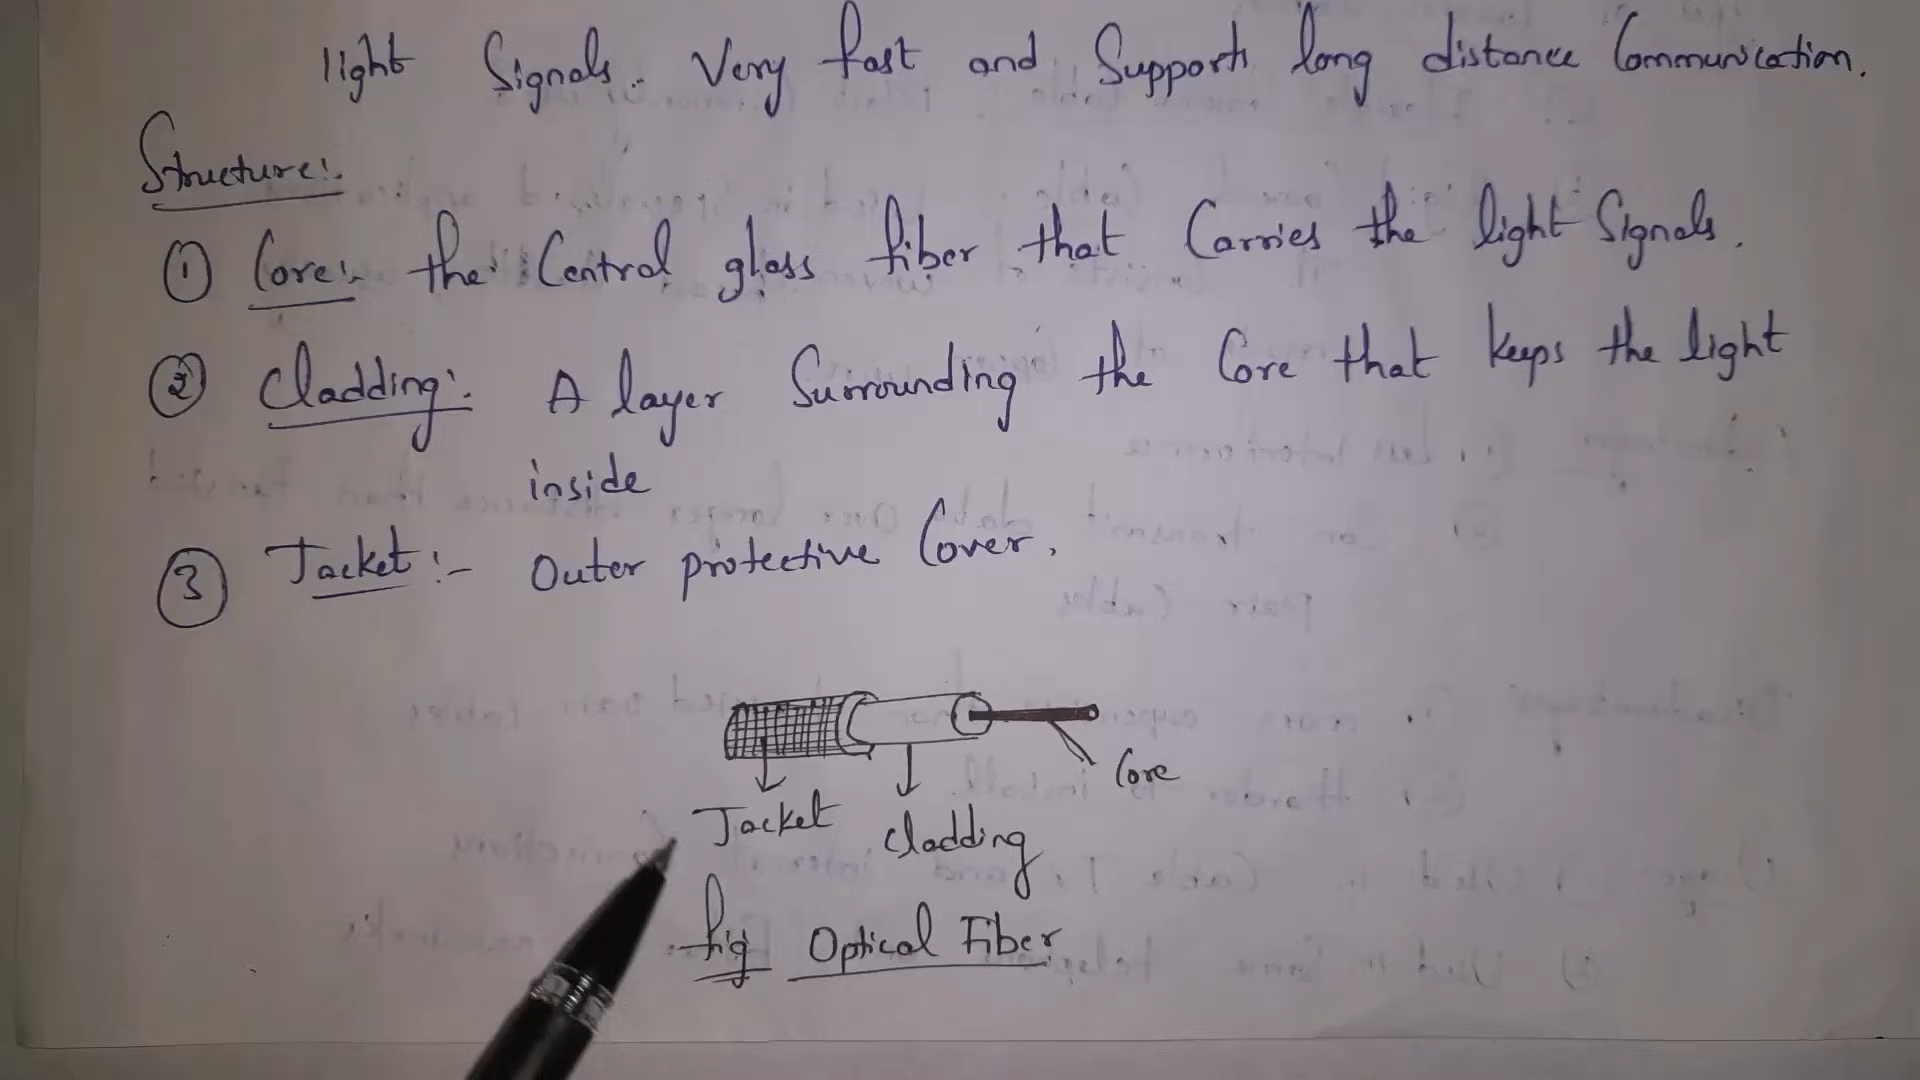 light Signals. Very fast and Supports long distance Communication.
Structure:-
① Core:- the Central glass fiber that Carries the light Signals.
② Cladding:- A layer Surrounding the Core that keeps the light
inside
③ Jacket:- Outer protective Cover.
Core
Jacket cladding
fig Optical Fiber